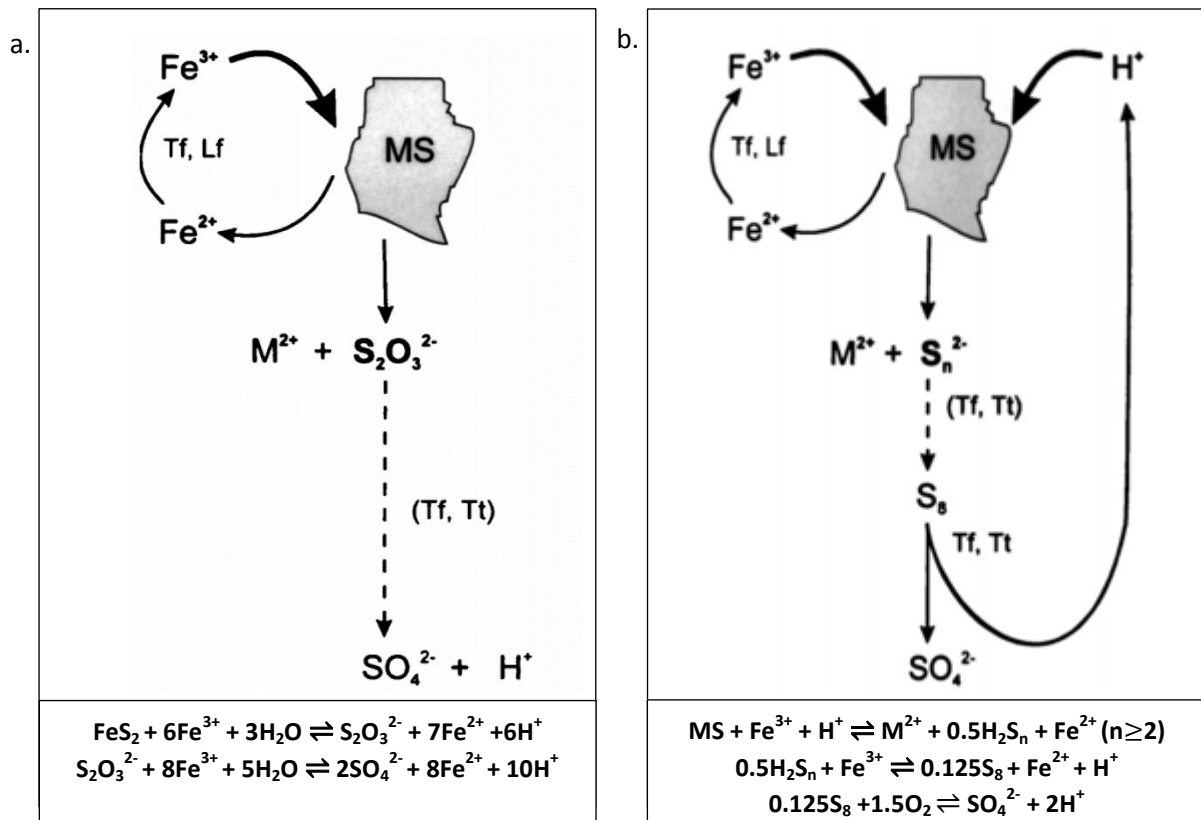 a.
Fe³⁺
Tf, Lf
MS
Fe²⁺
M²⁺ + S₂O₃²⁻
(Tf, Tt)
SO₄²⁻ + H⁺
FeS₂ + 6Fe³⁺ + 3H₂O ⇌ S₂O₃²⁻ + 7Fe²⁺ +6H⁺
S₂O₃²⁻ + 8Fe³⁺ + 5H₂O ⇌ 2SO₄²⁻ + 8Fe²⁺ + 10H⁺
b.
Fe³⁺
H⁺
Tf, Lf
MS
Fe²⁺
M²⁺ + Sₙ²⁻
(Tf, Tt)
S₈
Tf, Tt
SO₄²⁻
MS + Fe³⁺ + H⁺ ⇌ M²⁺ + 0.5H₂Sₙ + Fe²⁺ (n≥2)
0.5H₂Sₙ + Fe³⁺ ⇌ 0.125S₈ + Fe²⁺ + H⁺
0.125S₈ +1.5O₂ ⇌ SO₄²⁻ + 2H⁺